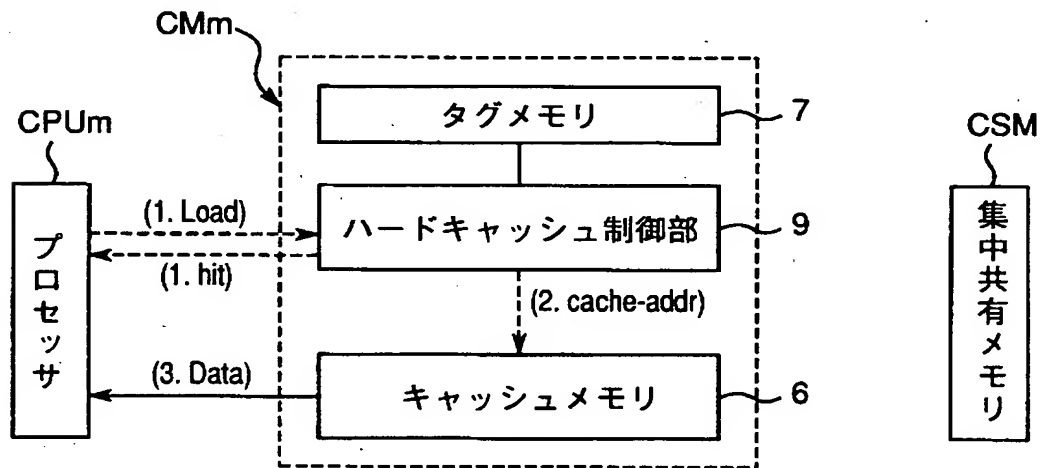 CMm
タグメモリ
7
CPUm
CSM
プロセッサ
(1. Load)
ハードキャッシュ制御部
9
集中共有メモリ
(1. hit)
(2. cache-addr)
(3. Data)
キャッシュメモリ
6